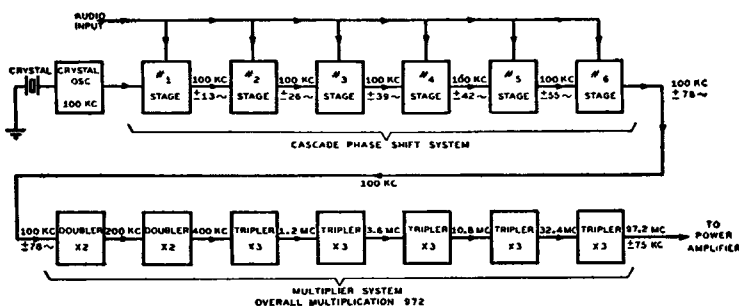 AUDIO
INPUT
CRYSTAL
CRYSTAL
OSC
100 KC
#1
STAGE
100 KC
±13~
#2
STAGE
100 KC
±26~
#3
STAGE
100 KC
±39~
#4
STAGE
100 KC
±42~
#5
STAGE
100 KC
±55~
#6
STAGE
100 KC
±78~
CASCADE PHASE SHIFT SYSTEM
100 KC
100 KC
±78~
DOUBLER
X2
200 KC
DOUBLER
X2
400 KC
TRIPLER
X3
1.2 MC
TRIPLER
X3
3.6 MC
TRIPLER
X3
10.8 MC
TRIPLER
X3
32.4 MC
TRIPLER
X3
97.2 MC
±75 KC
TO
POWER
AMPLIFIER
MULTIPLIER SYSTEM
OVERALL MULTIPLICATION 972